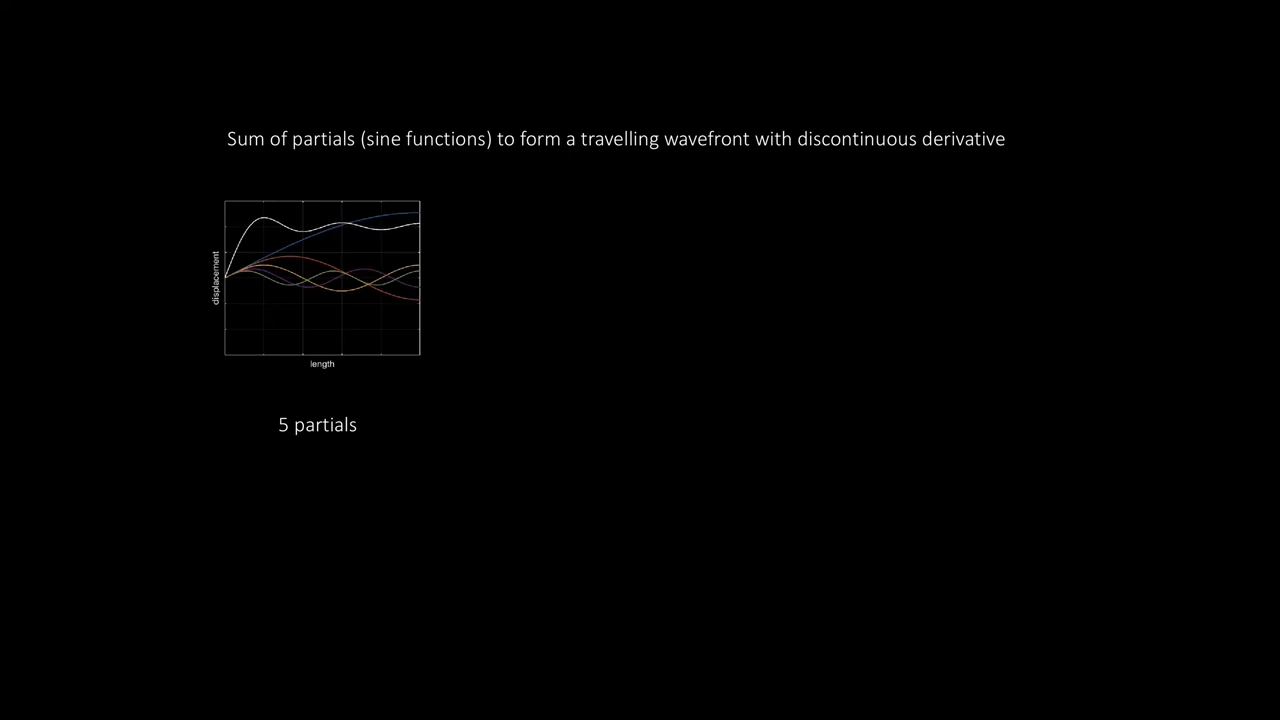 Sum of partials (sine functions) to form a travelling wavefront with discontinuous derivative
displacement
length
5 partials